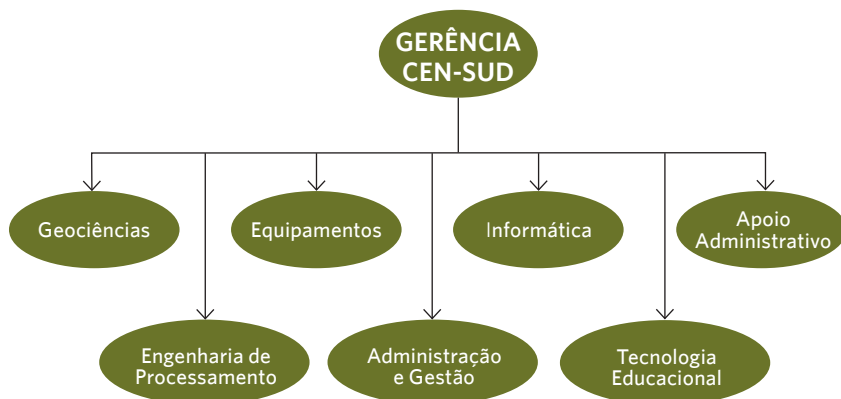 GERÊNCIA
CEN-SUD
Geociências
Equipamentos
Informática
Apoio
Administrativo
Engenharia de
Processamento
Administração
e Gestão
Tecnologia
Educacional